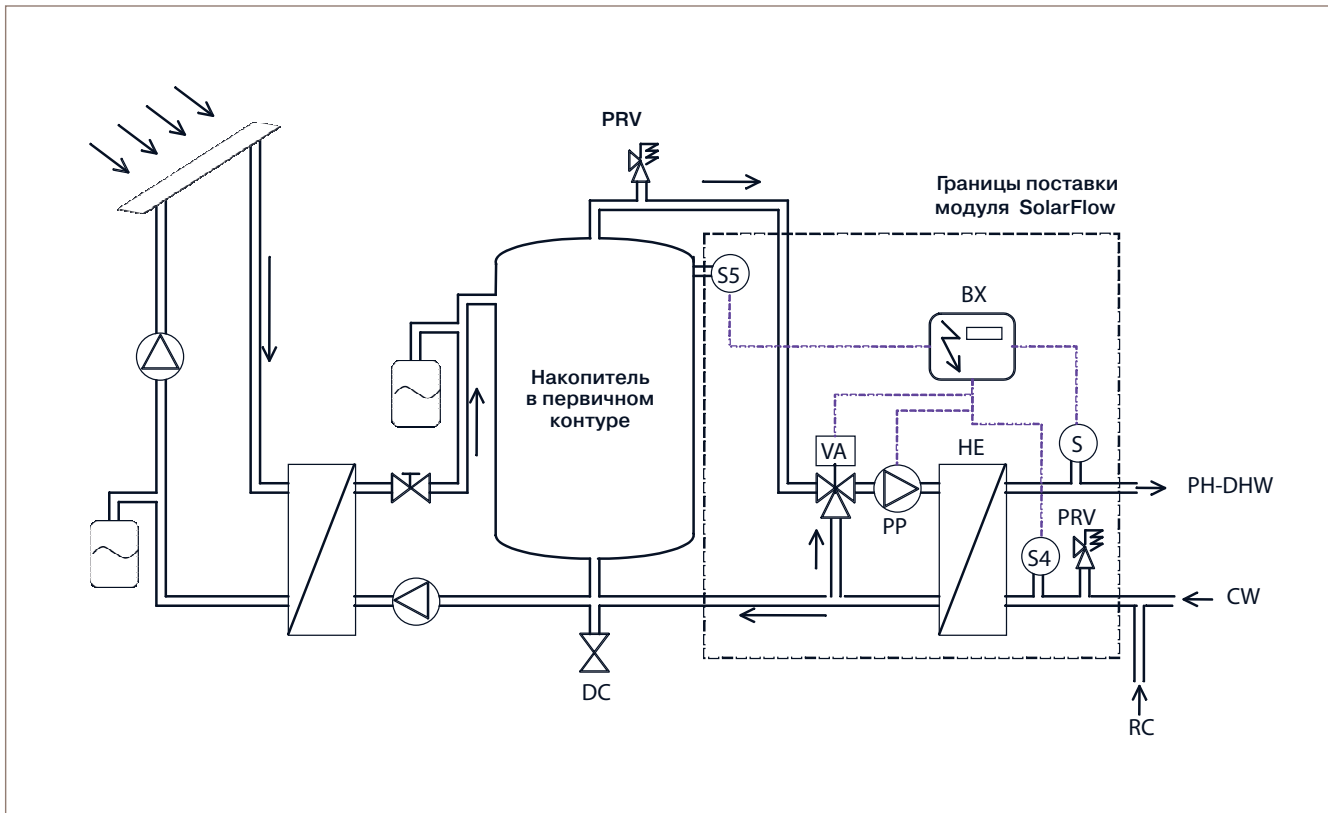 PRV
Границы поставки
модуля SolarFlow
S5
BX
Накопитель
в первичном
контуре
VA
HE
S
PH-DHW
PP
PRV
S4
CW
DC
RC